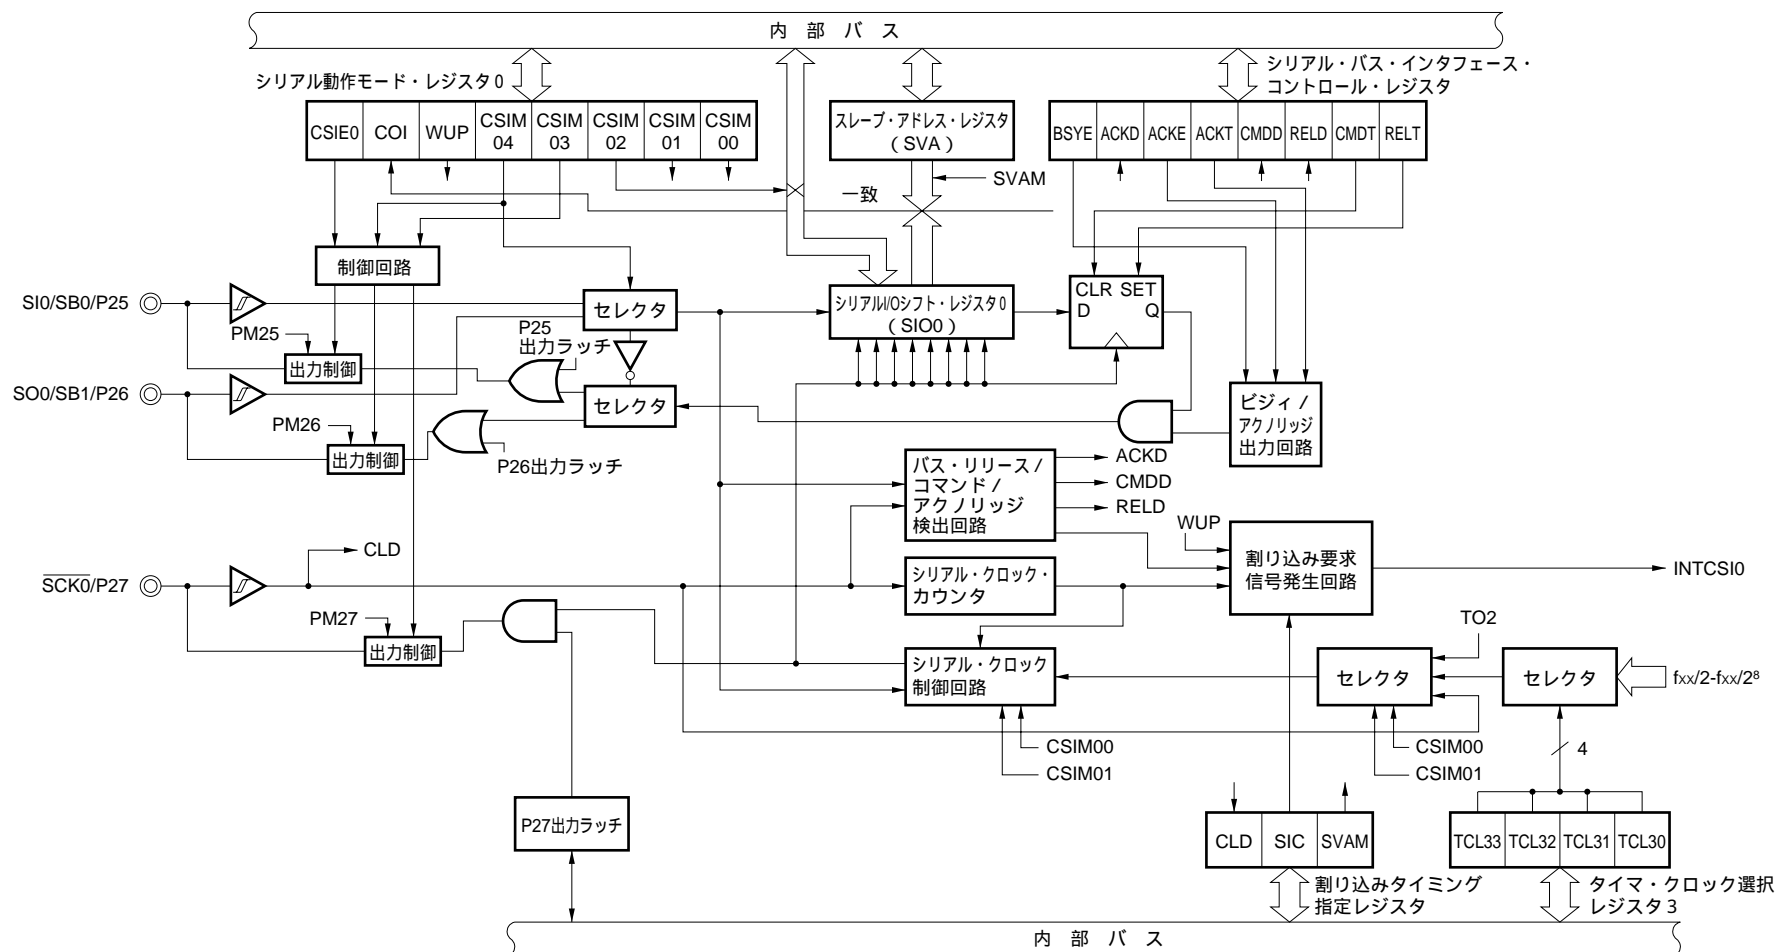 内 部 バ ス
シリアル動作モード・レジスタ0
シリアル・バス・インタフェース・
コントロール・レジスタ
CSIE0 COI WUP CSIM04 CSIM03 CSIM02 CSIM01 CSIM00
スレーブ・アドレス・レジスタ
(SVA)
BSYE ACKD ACKE ACKT CMDD RELD CMDT RELT
SVAM
一致
制御回路
SI0/SB0/P25
セレクタ
シリアルI/Oシフト・レジスタ0
(SIO0)
CLR SET
D Q
PM25
P25
出力ラッチ
出力制御
SO0/SB1/P26
セレクタ
ビジィ/
アクノリッジ
出力回路
PM26
出力制御
P26出力ラッチ
バス・リリース/
コマンド/
アクノリッジ
検出回路
ACKD
CMDD
RELD
WUP
CLD
SCK0/P27
シリアル・クロック・
カウンタ
割り込み要求
信号発生回路
INTCSI0
PM27
出力制御
TO2
シリアル・クロック
制御回路
セレクタ
セレクタ
fxx/2-fxx/2⁸
CSIM00
CSIM01
CSIM00
CSIM01
4
P27出力ラッチ
CLD SIC SVAM
TCL33 TCL32 TCL31 TCL30
割り込みタイミング
指定レジスタ
タイマ・クロック選択
レジスタ3
内 部 バ ス